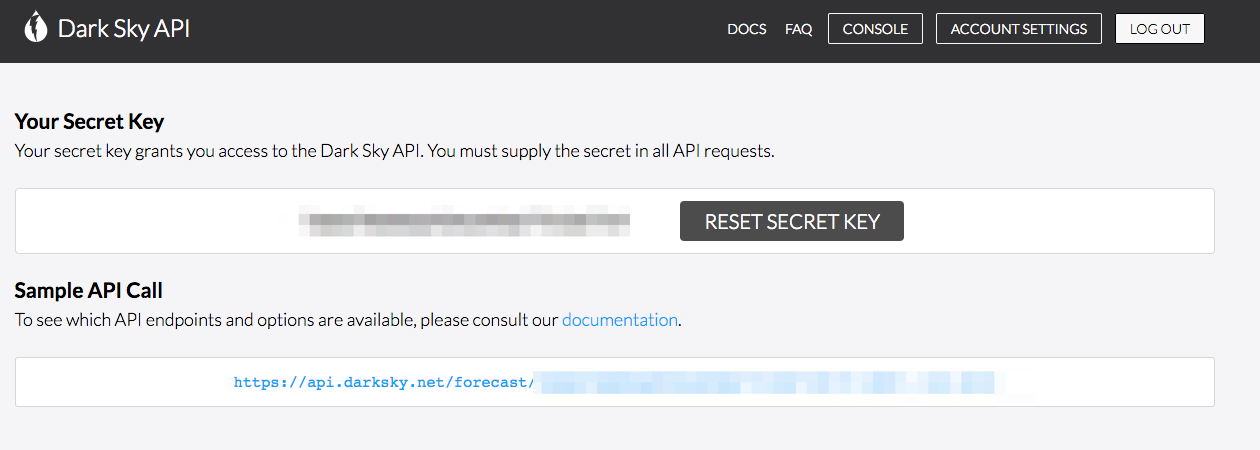 Dark Sky API DOCS FAQ CONSOLE ACCOUNT SETTINGS LOG OUT
Your Secret Key
Your secret key grants you access to the Dark Sky API. You must supply the secret in all API requests.
RESET SECRET KEY
Sample API Call
To see which API endpoints and options are available, please consult our documentation.
https://api.darksky.net/forecast/